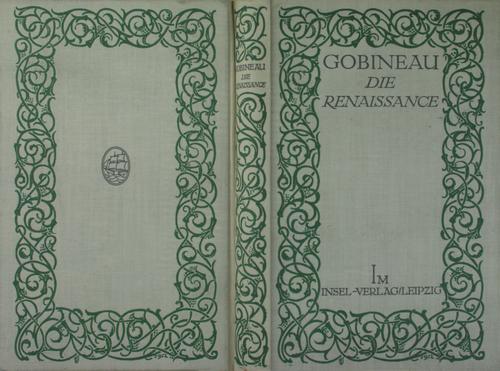 GOBINEAU
DIE
RENAISSANCE
GOBINEAU
DIE
RENAISSANCE
IM
INSEL-VERLAG/LEIPZIG